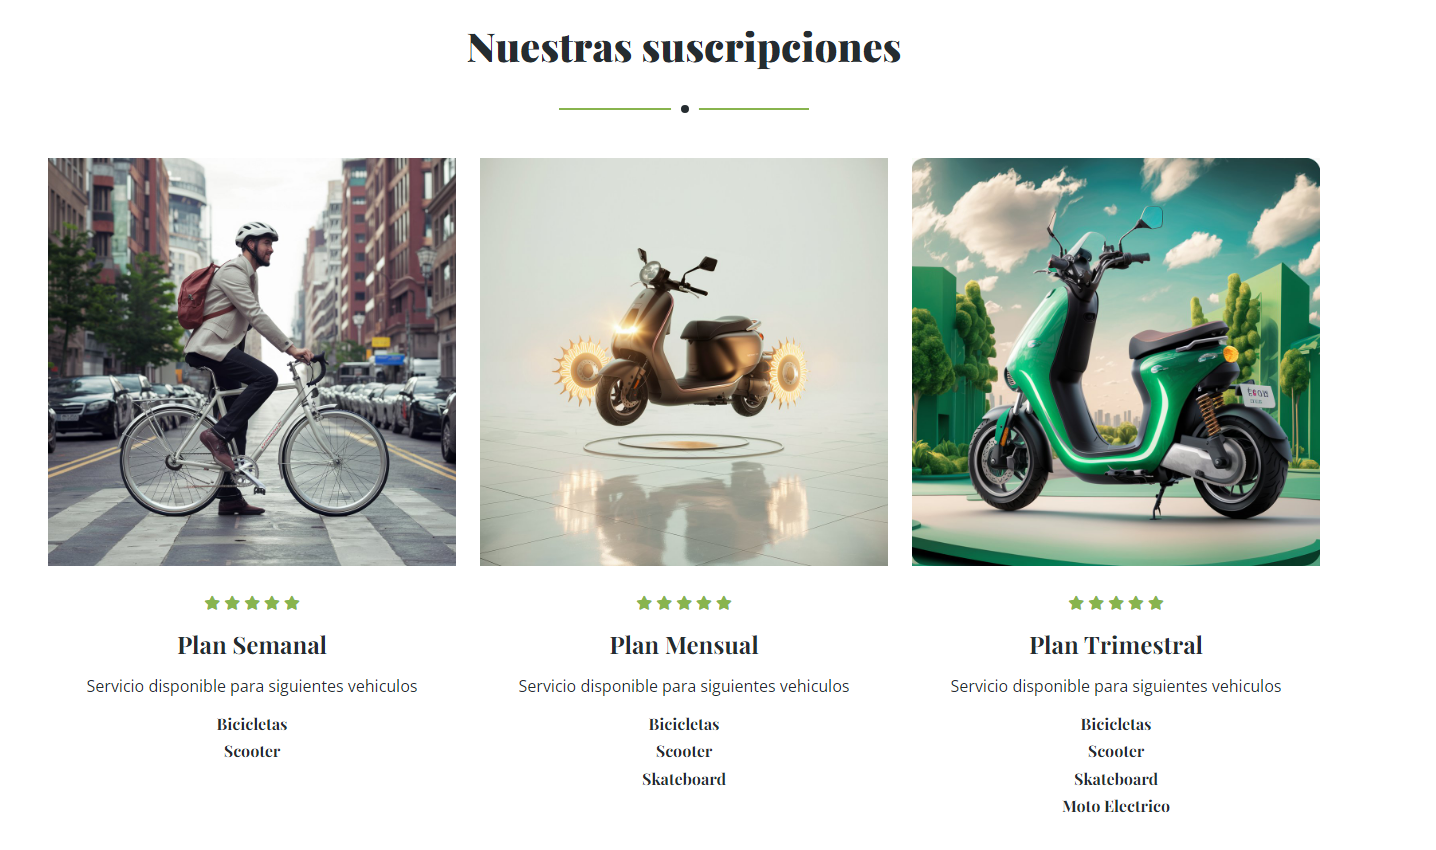 Nuestras suscripciones
Plan Semanal
Servicio disponible para siguientes vehiculos
Bicicletas
Scooter
Plan Mensual
Servicio disponible para siguientes vehiculos
Bicicletas
Scooter
Skateboard
Plan Trimestral
Servicio disponible para siguientes vehiculos
Bicicletas
Scooter
Skateboard
Moto Electrico